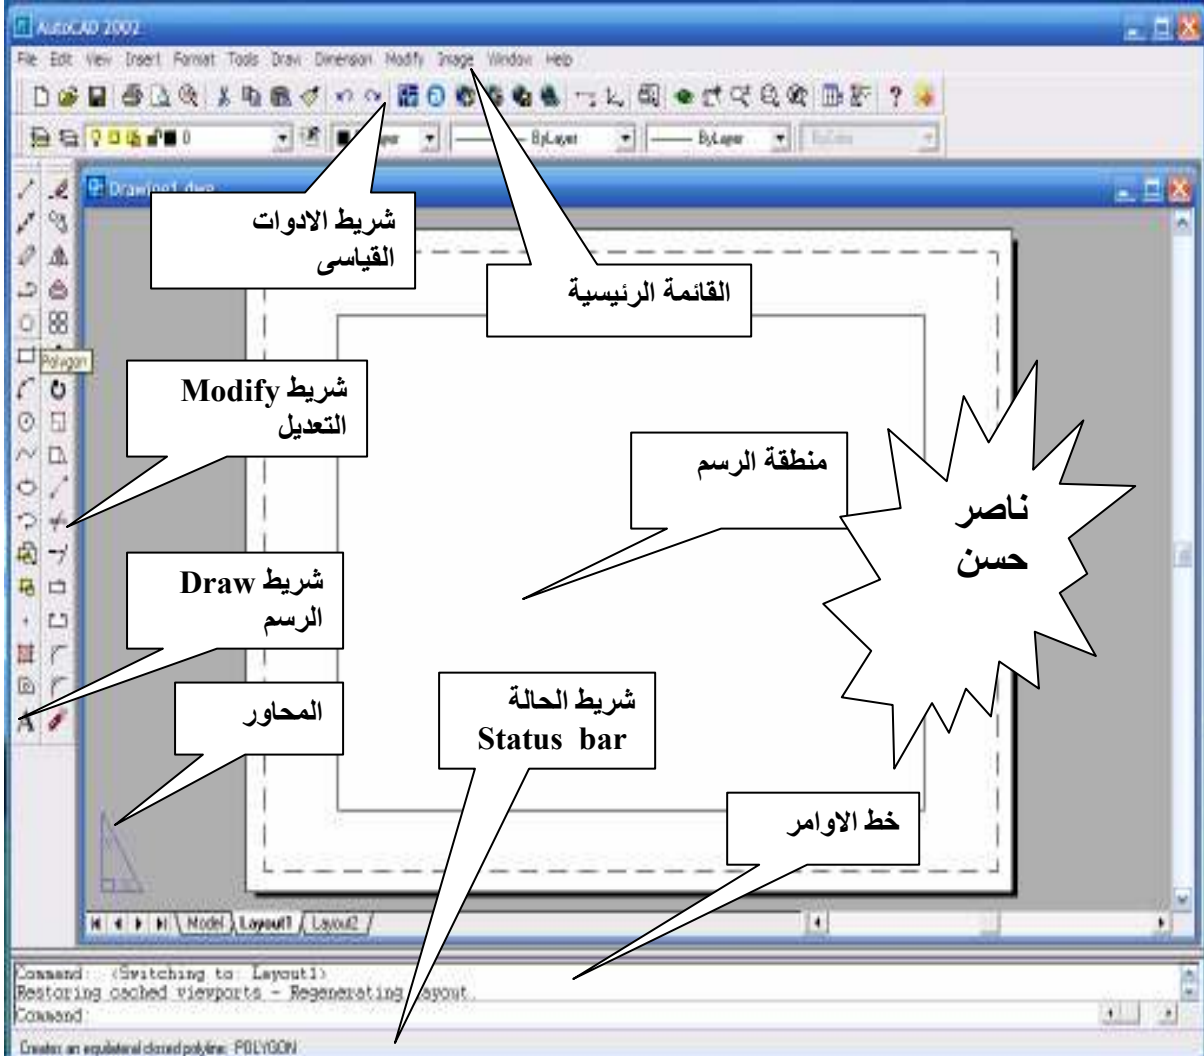 AutoCAD 2002
File Edit View Insert Format Tools Draw Dimension Modify Image Window Help
0
ByLayer
ByLayer
Drawing1.dwg
شريط الادوات
القياسى
القائمة الرئيسية
Polygon
شريط Modify
التعديل
منطقة الرسم
ناصر
حسن
شريط Draw
الرسم
المحاور
شريط الحالة
Status bar
خط الاوامر
Model Layout1 Layout2
Command: <Switching to: Layout1>
Restoring cached viewports - Regenerating layout.
Command:
Creates an equilateral closed polyline: POLYGON